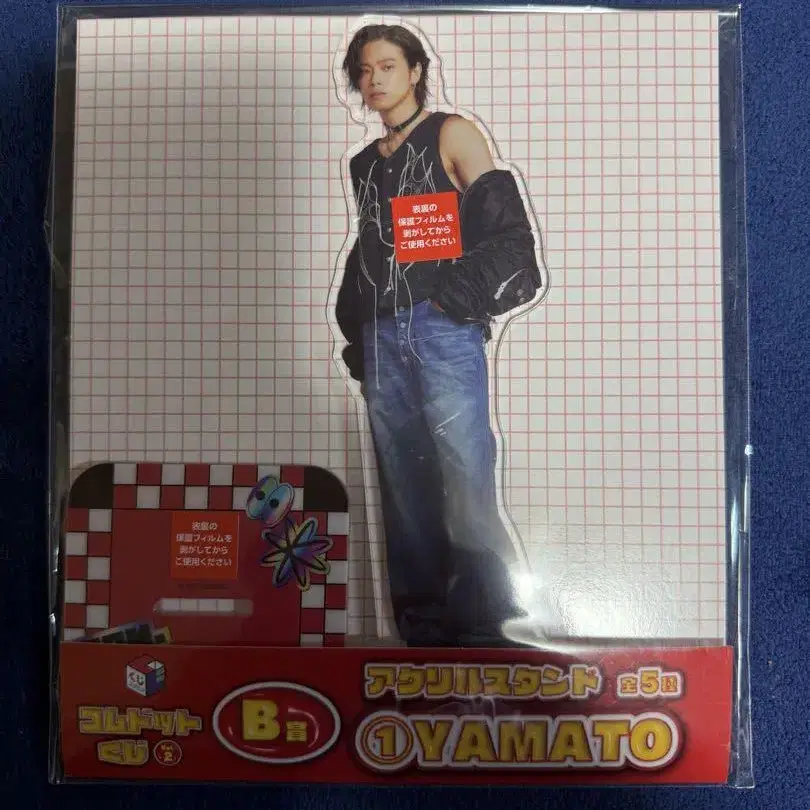 表裏の
保護フィルムを
剥がしてから
ご使用ください
表裏の
保護フィルムを
剥がしてから
ご使用ください
くじ
コムドット
くじ Vol.2
B賞
アクリルスタンド 全5種
①YAMATO